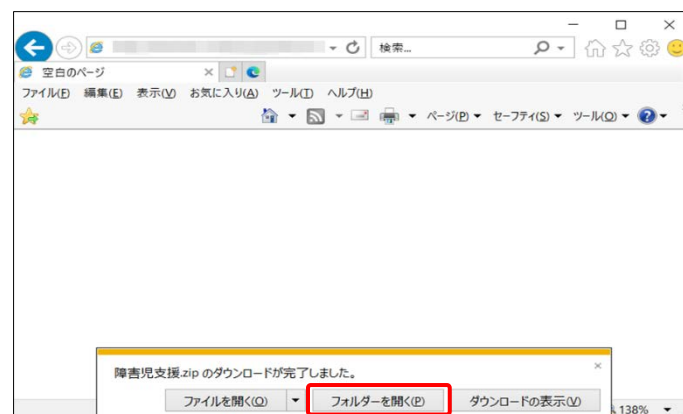 検索...
空白のページ
ファイル(F) 編集(E) 表示(V) お気に入り(A) ツール(T) ヘルプ(H)
ページ(P) セーフティ(S) ツール(O)
障害児支援.zip のダウンロードが完了しました。
ファイルを開く(O) フォルダーを開く(P) ダウンロードの表示(V)
138%